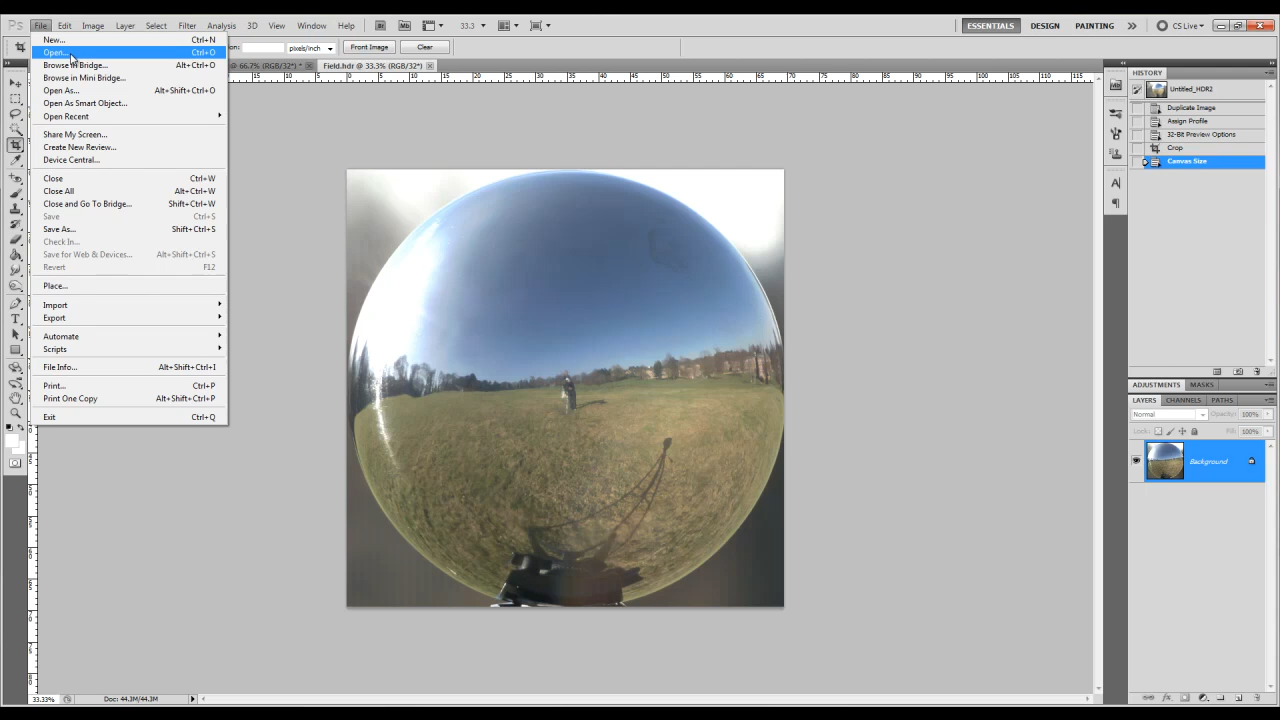 Ps File Edit Image Layer Select Filter Analysis 3D View Window Help Br Mb 33.3 ESSENTIALS DESIGN PAINTING CS Live
pixels/inch Front Image Clear
@ 66.7% (RGB/32*) * Field.hdr @ 33.3% (RGB/32*)
New... Ctrl+N
Open... Ctrl+O
Browse in Bridge... Alt+Ctrl+O
Browse in Mini Bridge...
Open As... Alt+Shift+Ctrl+O
Open As Smart Object...
Open Recent
Share My Screen...
Create New Review...
Device Central...
Close Ctrl+W
Close All Alt+Ctrl+W
Close and Go To Bridge... Shift+Ctrl+W
Save Ctrl+S
Save As... Shift+Ctrl+S
Check In...
Save for Web & Devices... Alt+Shift+Ctrl+S
Revert F12
Place...
Import
Export
Automate
Scripts
File Info... Alt+Shift+Ctrl+I
Print... Ctrl+P
Print One Copy Alt+Shift+Ctrl+P
Exit Ctrl+Q
HISTORY
Untitled_HDR2
Duplicate Image
Assign Profile
32-Bit Preview Options
Crop
Canvas Size
ADJUSTMENTS MASKS
LAYERS CHANNELS PATHS
Normal Opacity: 100%
Lock: Fill: 100%
Background
33.33% Doc: 44.3M/44.3M